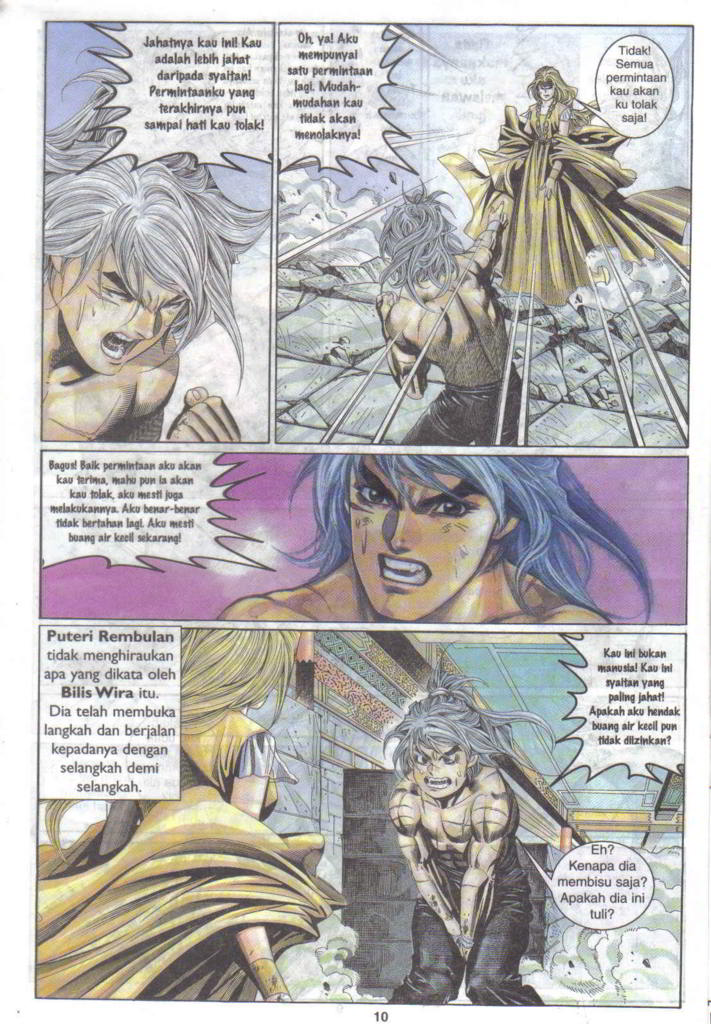 Jahatnya kau ini! Kau
adalah lebih jahat
daripada syaitan!
Permintaanku yang
terakhirnya pun
sampai hati kau tolak!
Oh, ya! Aku
mempunyai
satu permintaan
lagi. Mudah-
mudahan kau
tidak akan
menolaknya!
Tidak!
Semua
permintaan
kau akan
ku tolak
saja!
Bagus! Baik permintaan aku akan
kau terima, mahu pun ia akan
kau tolak, aku mesti juga
melakukannya. Aku benar-benar
tidak bertahan lagi. Aku mesti
buang air kecil sekarang!
Puteri Rembulan
tidak menghiraukan
apa yang dikata oleh
Bilis Wira itu.
Dia telah membuka
langkah dan berjalan
kepadanya dengan
selangkah demi
selangkah.
Kau ini bukan
manusia! Kau ini
syaitan yang
paling jahat!
Apakah aku hendak
buang air kecil pun
tidak diizinkan?
Eh?
Kenapa dia
membisu saja?
Apakah dia ini
tuli?
10